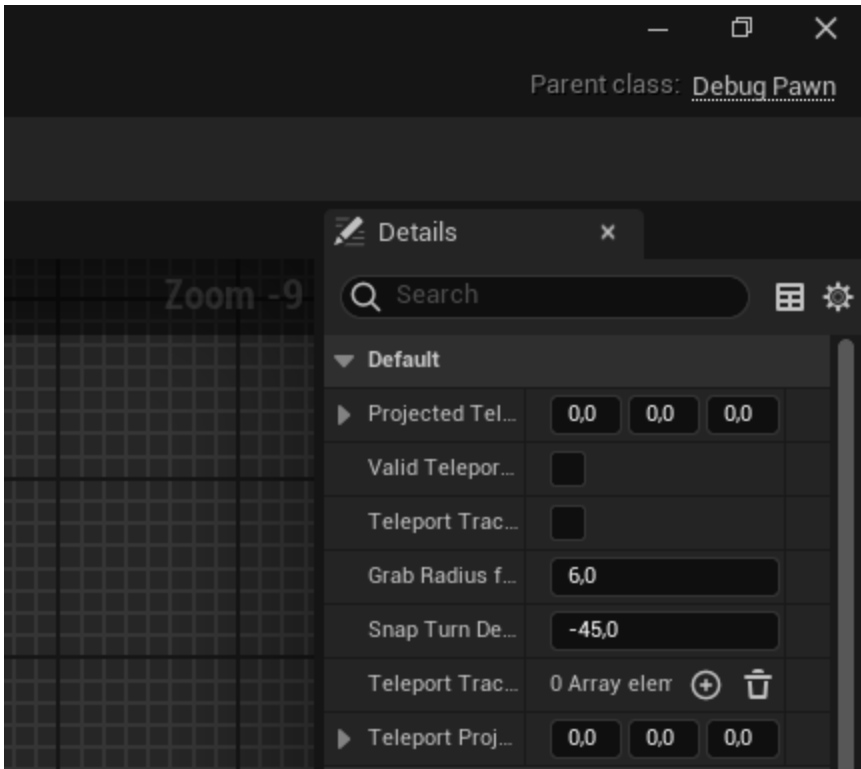 Parent class: Debug Pawn
Details
Zoom -9
Search
Default
Projected Tel... 0,0 0,0 0,0
Valid Telepor...
Teleport Trac...
Grab Radius f... 6,0
Snap Turn De... -45,0
Teleport Trac... 0 Array elem
Teleport Proj... 0,0 0,0 0,0